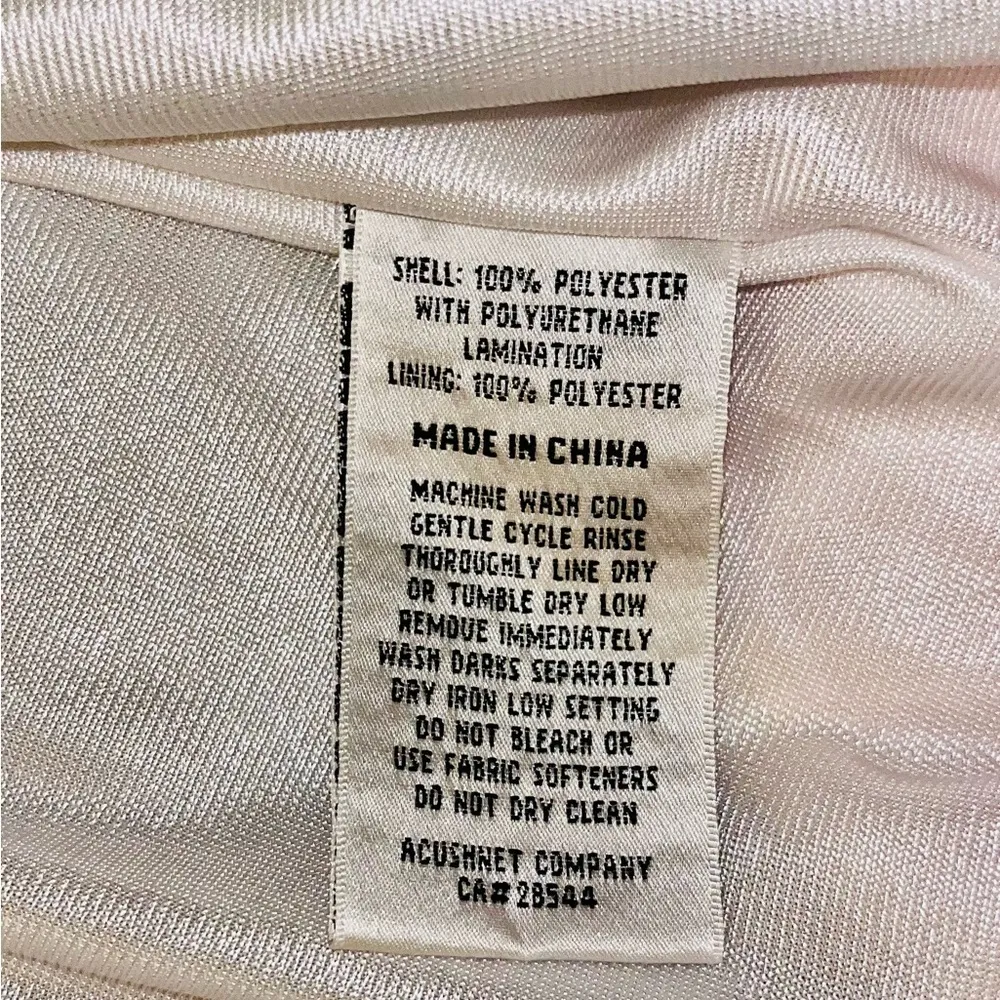 SHELL: 100% POLYESTER
WITH POLYURETHANE
LAMINATION
LINING: 100% POLYESTER
MADE IN CHINA
MACHINE WASH COLD
GENTLE CYCLE RINSE
THOROUGHLY LINE DRY
OR TUMBLE DRY LOW
REMOVE IMMEDIATELY
WASH DARKS SEPARATELY
DRY IRON LOW SETTING
DO NOT BLEACH OR
USE FABRIC SOFTENERS
DO NOT DRY CLEAN
ACUSHNET COMPANY
CA# 28544